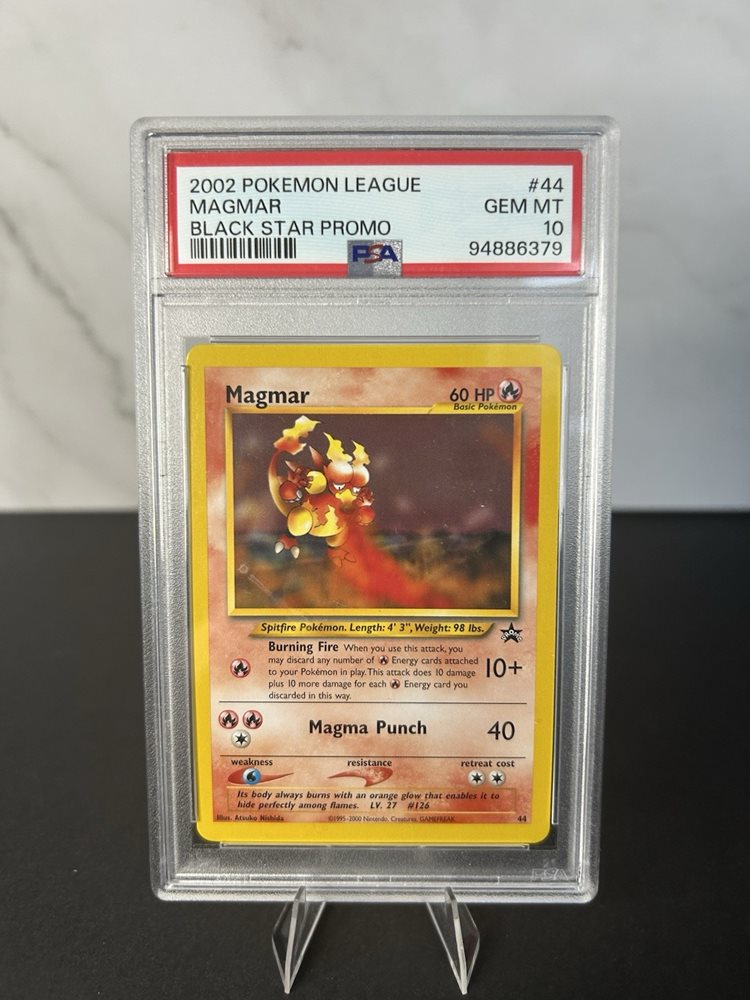 2002 POKEMON LEAGUE #44
MAGMAR GEM MT
BLACK STAR PROMO 10
PSA 94886379
Magmar 60 HP
Basic Pokémon
Spitfire Pokémon. Length: 4' 3", Weight: 98 lbs.
PROMO
Burning Fire When you use this attack, you
may discard any number of Energy cards attached
to your Pokémon in play. This attack does 10 damage
plus 10 more damage for each Energy card you
discarded in this way.
10+
Magma Punch 40
weakness resistance retreat cost
Its body always burns with an orange glow that enables it to
hide perfectly among flames. LV. 27 #126
Illus. Atsuko Nishida ©1995-2000 Nintendo, Creatures, GAMEFREAK 44
PSA